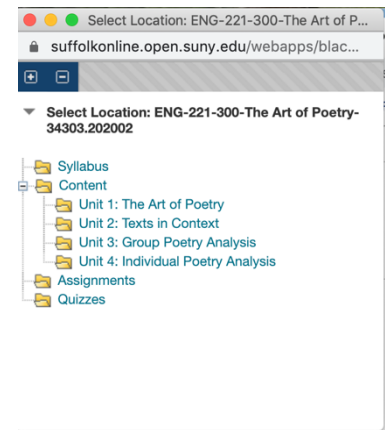 Select Location: ENG-221-300-The Art of P...
suffolkonline.open.suny.edu/webapps/blac...
Select Location: ENG-221-300-The Art of Poetry-
34303.202002
Syllabus
Content
Unit 1: The Art of Poetry
Unit 2: Texts in Context
Unit 3: Group Poetry Analysis
Unit 4: Individual Poetry Analysis
Assignments
Quizzes